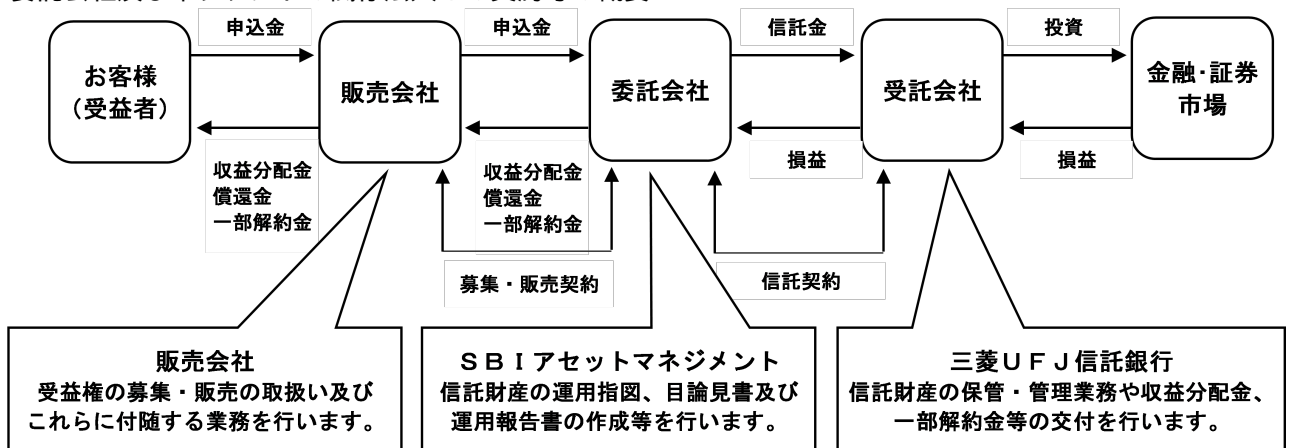 申込金
申込金
信託金
投資
お客様
（受益者）
販売会社
委託会社
受託会社
金融・証券
市場
収益分配金
償還金
一部解約金
収益分配金
償還金
一部解約金
損益
損益
募集・販売契約
信託契約
販売会社
受益権の募集・販売の取扱い及び
これらに付随する業務を行います。
ＳＢＩアセットマネジメント
信託財産の運用指図、目論見書及び
運用報告書の作成等を行います。
三菱ＵＦＪ信託銀行
信託財産の保管・管理業務や収益分配金、
一部解約金等の交付を行います。